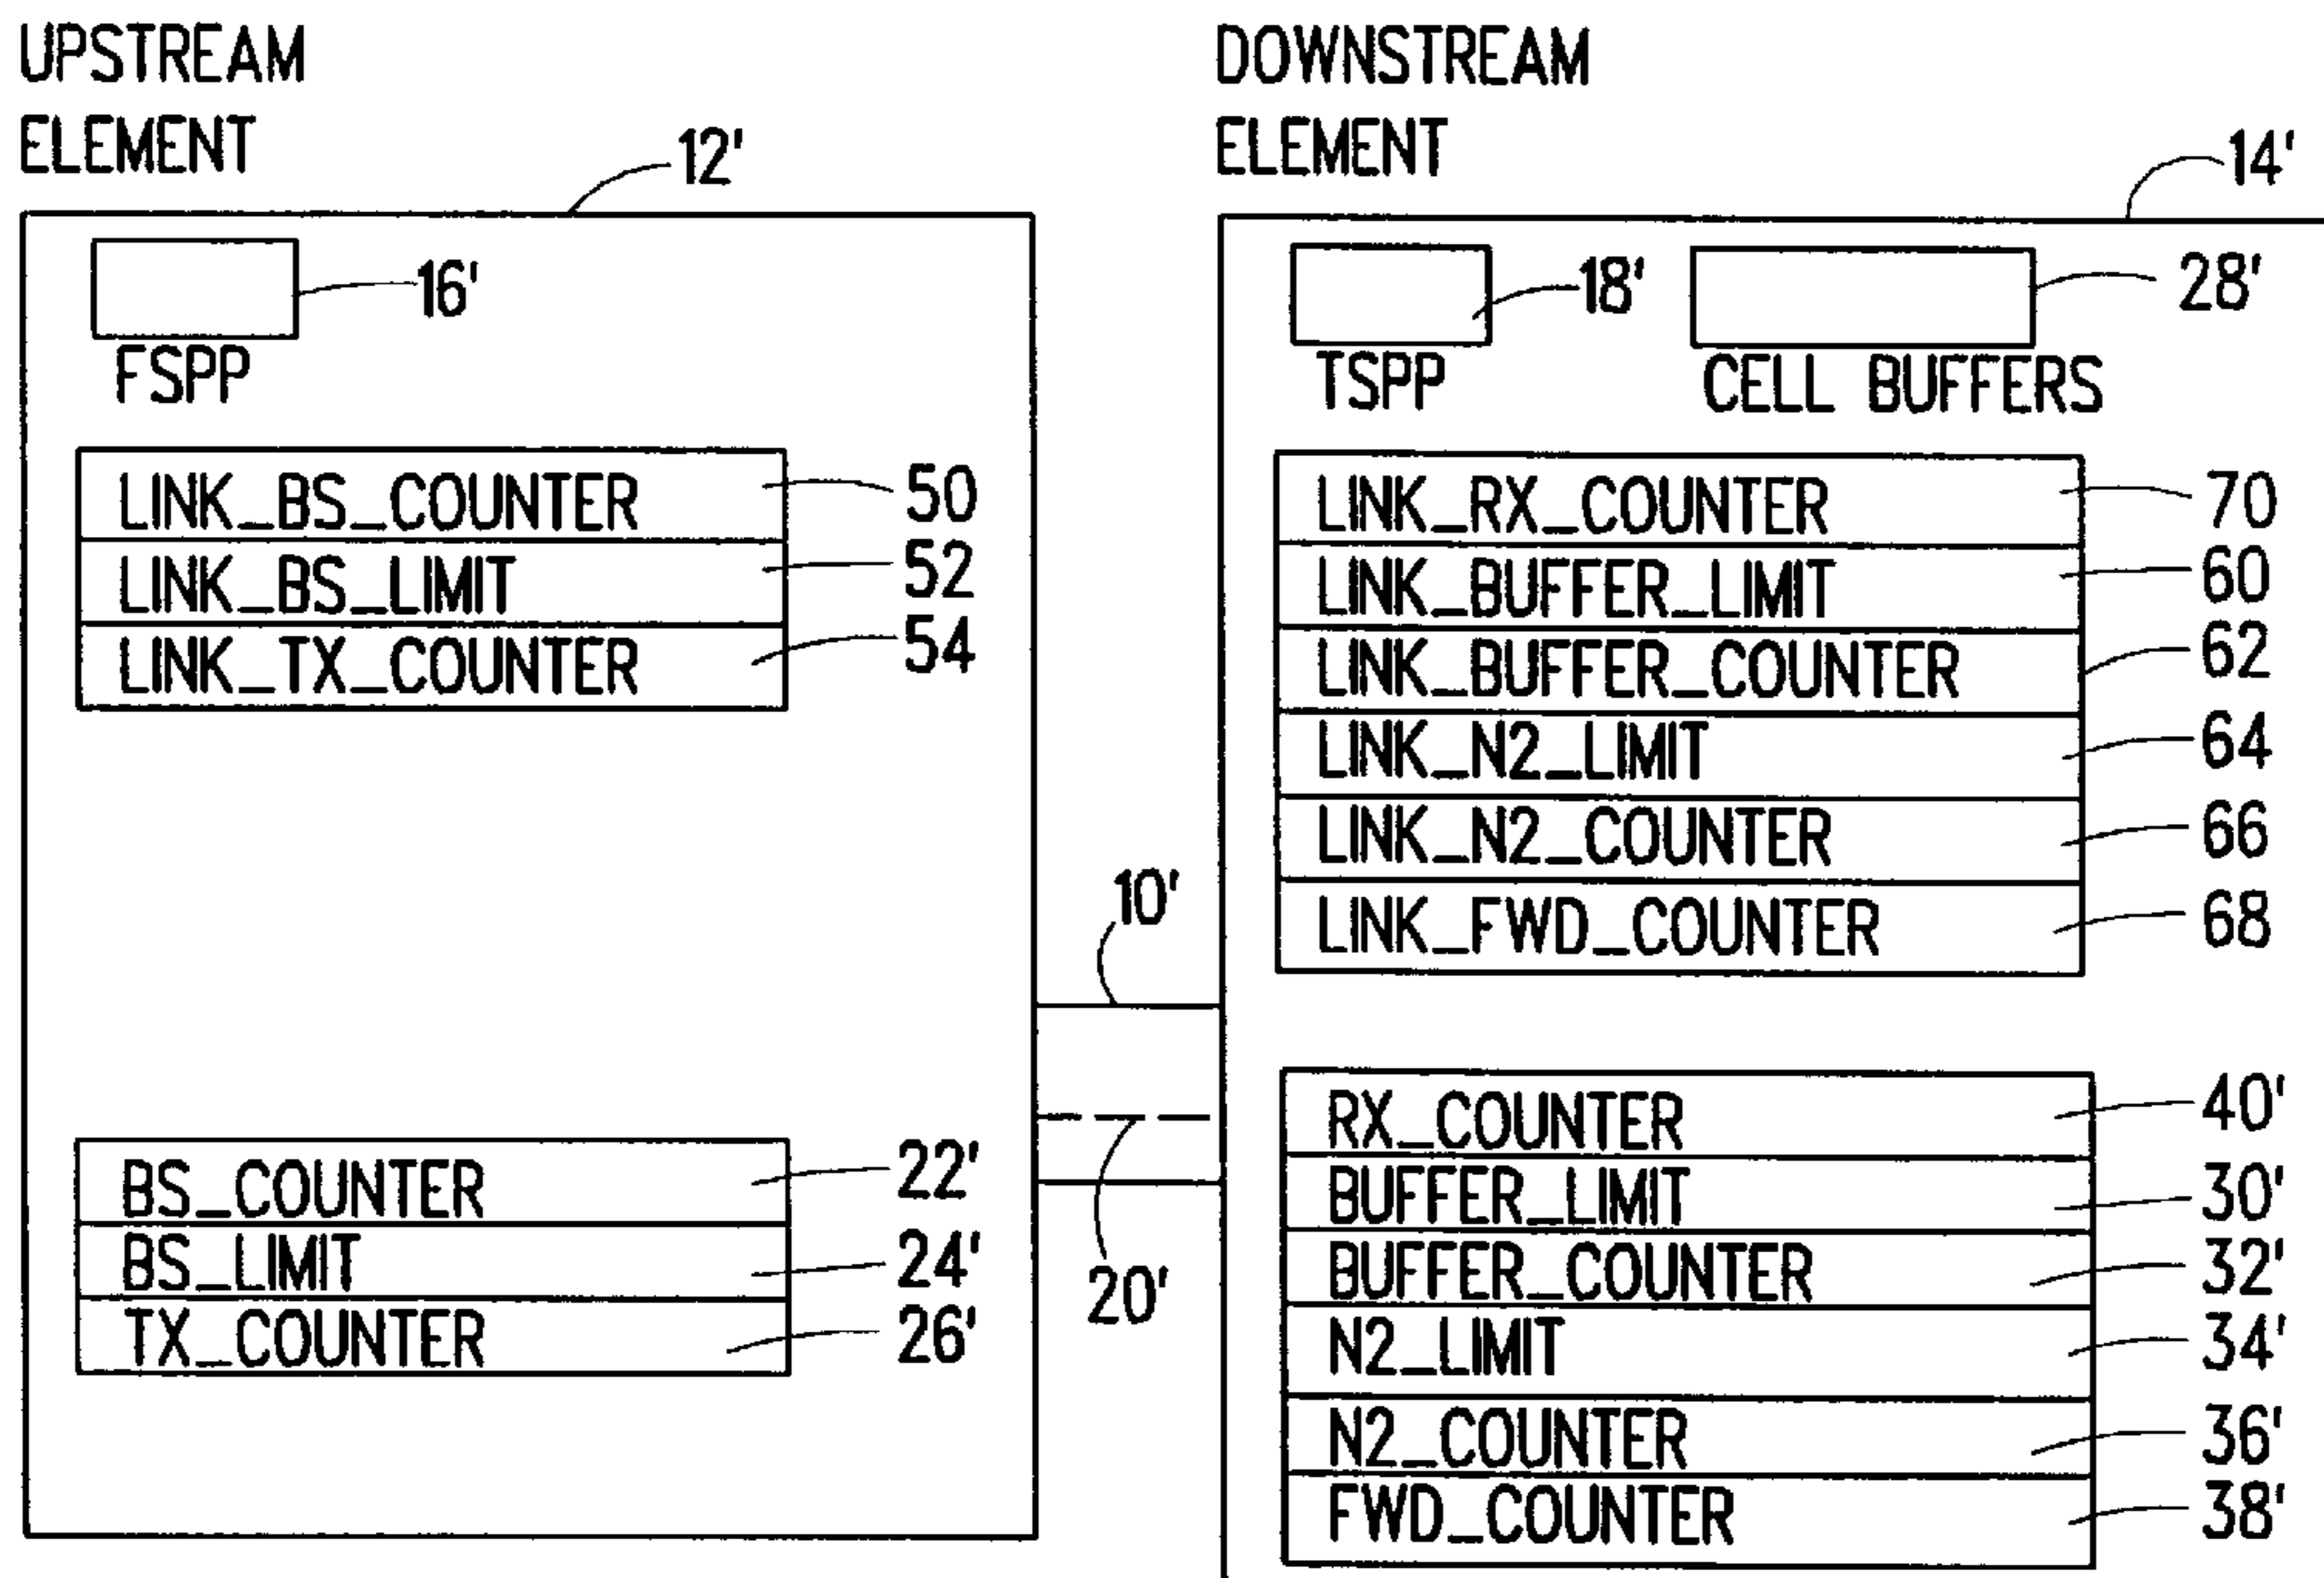 UPSTREAM
ELEMENT
12'
16'
FSPP
LINK_BS_COUNTER 50
LINK_BS_LIMIT 52
LINK_TX_COUNTER 54
BS_COUNTER 22'
BS_LIMIT 24'
TX_COUNTER 26'
10'
20'
DOWNSTREAM
ELEMENT
14'
18'
28'
TSPP
CELL BUFFERS
LINK_RX_COUNTER 70
LINK_BUFFER_LIMIT 60
LINK_BUFFER_COUNTER 62
LINK_N2_LIMIT 64
LINK_N2_COUNTER 66
LINK_FWD_COUNTER 68
RX_COUNTER 40'
BUFFER_LIMIT 30'
BUFFER_COUNTER 32'
N2_LIMIT 34'
N2_COUNTER 36'
FWD_COUNTER 38'